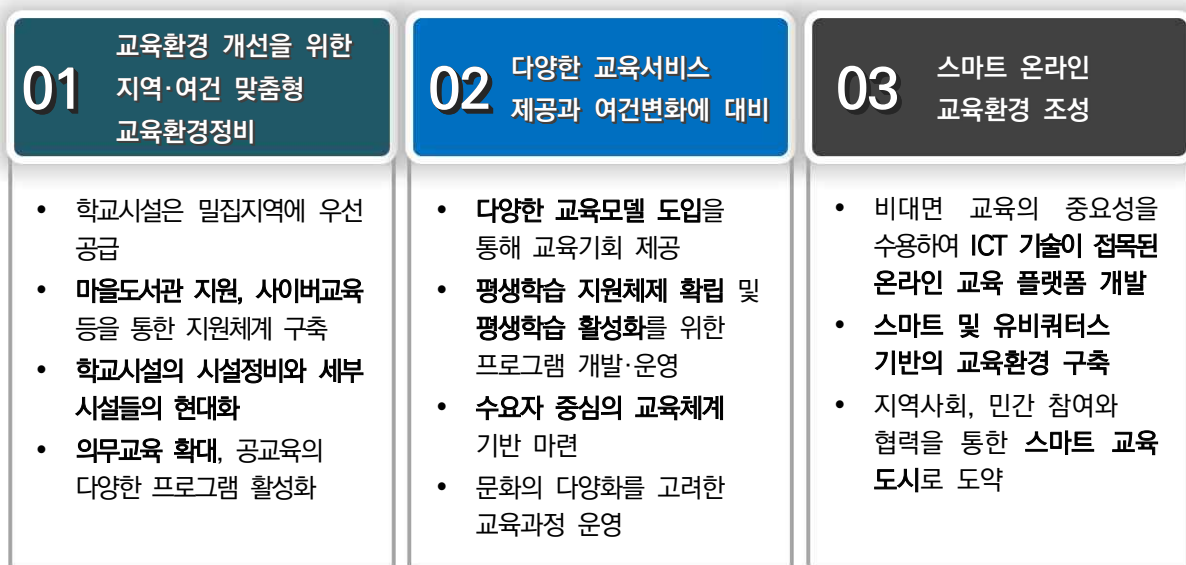 01
교육환경 개선을 위한
지역·여건 맞춤형
교육환경정비
• 학교시설은 밀집지역에 우선
공급
• 마을도서관 지원, 사이버교육
등을 통한 지원체계 구축
• 학교시설의 시설정비와 세부
시설들의 현대화
• 의무교육 확대, 공교육의
다양한 프로그램 활성화
02
다양한 교육서비스
제공과 여건변화에 대비
• 다양한 교육모델 도입을
통해 교육기회 제공
• 평생학습 지원체제 확립 및
평생학습 활성화를 위한
프로그램 개발·운영
• 수요자 중심의 교육체계
기반 마련
• 문화의 다양화를 고려한
교육과정 운영
03
스마트 온라인
교육환경 조성
• 비대면 교육의 중요성을
수용하여 ICT 기술이 접목된
온라인 교육 플랫폼 개발
• 스마트 및 유비쿼터스
기반의 교육환경 구축
• 지역사회, 민간 참여와
협력을 통한 스마트 교육
도시로 도약